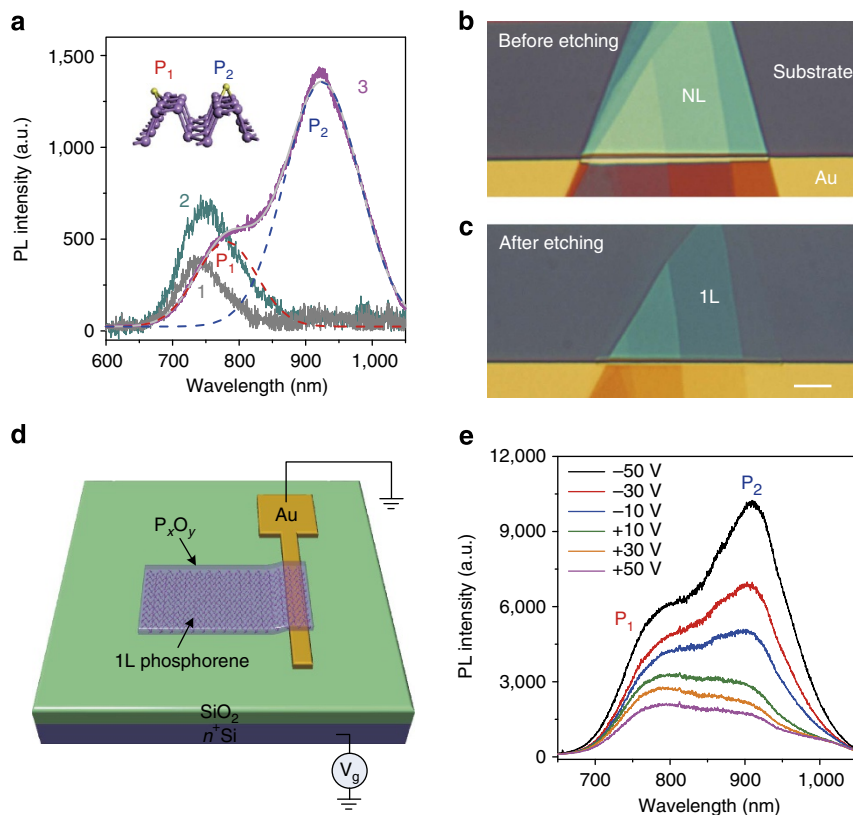 a
1,500
1,000
500
0
PL intensity (a.u.)
600 700 800 900 1,000
Wavelength (nm)
P₁ P₂
3
P₂
2
P₁
1
b
Before etching
Substrate
NL
Au
c
After etching
1L
d
Au
PₓOᵧ
1L phosphorene
SiO₂
n⁺Si
V_g
e
12,000
9,000
6,000
3,000
0
PL intensity (a.u.)
–50 V
–30 V
–10 V
+10 V
+30 V
+50 V
P₂
P₁
700 800 900 1,000
Wavelength (nm)